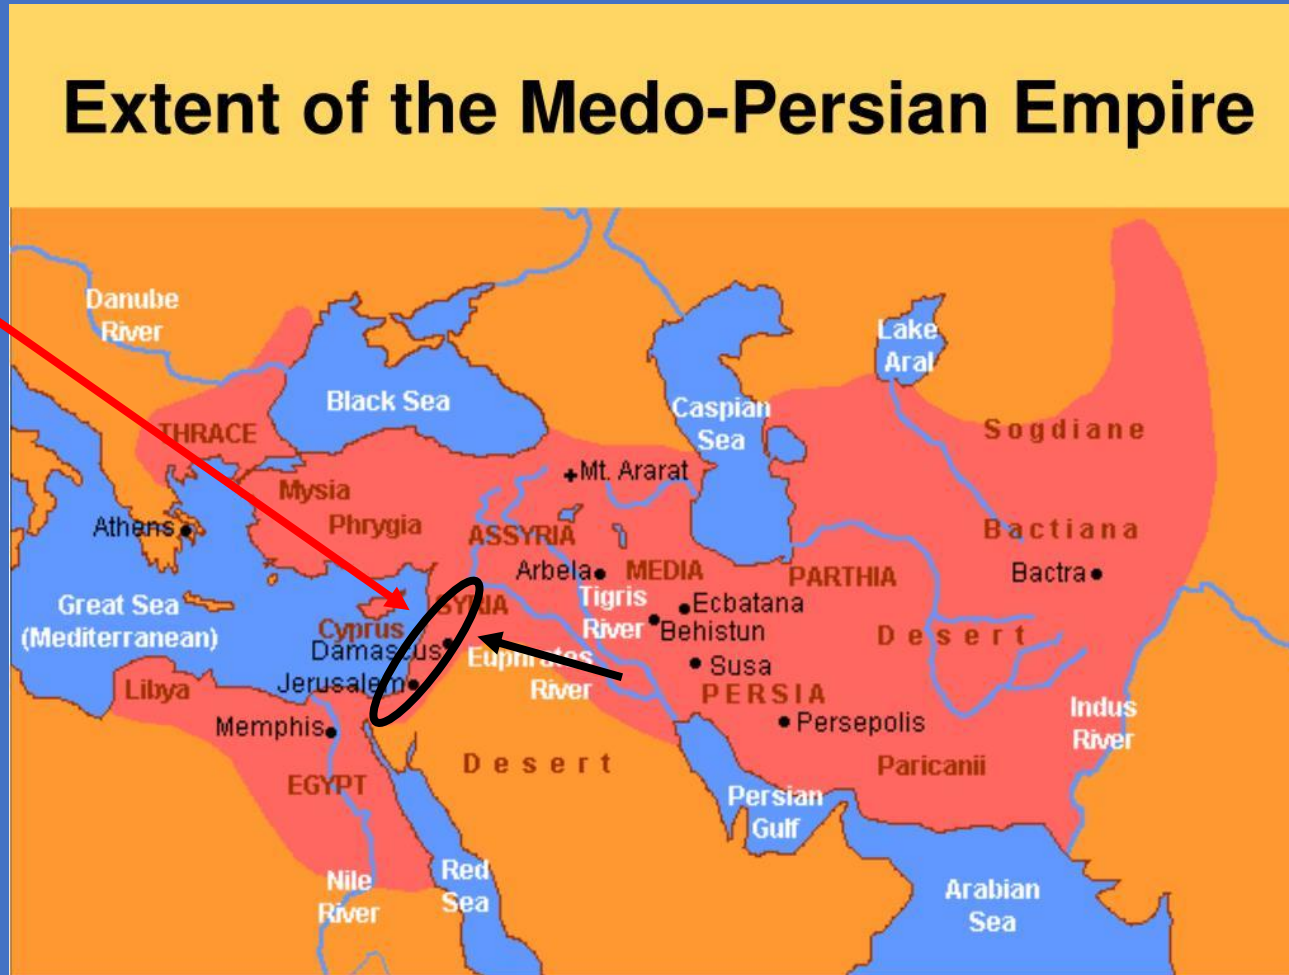 Extent of the Medo-Persian Empire
Danube
River
Lake
Aral
Black Sea
Caspian
Sea
THRACE
Sogdiane
Mt. Ararat
Mysia
Phrygia
Athens
ASSYRIA
Bactiana
Arbela
MEDIA
PARTHIA
Bactra
Great Sea
(Mediterranean)
SYRIA
Tigris
River
Ecbatana
Behistun
Cyprus
Damascus
Desert
Euphrates
River
Susa
Jerusalem
Libya
PERSIA
Memphis
Persepolis
Indus
River
Desert
Paricanii
EGYPT
Persian
Gulf
Nile
River
Red
Sea
Arabian
Sea